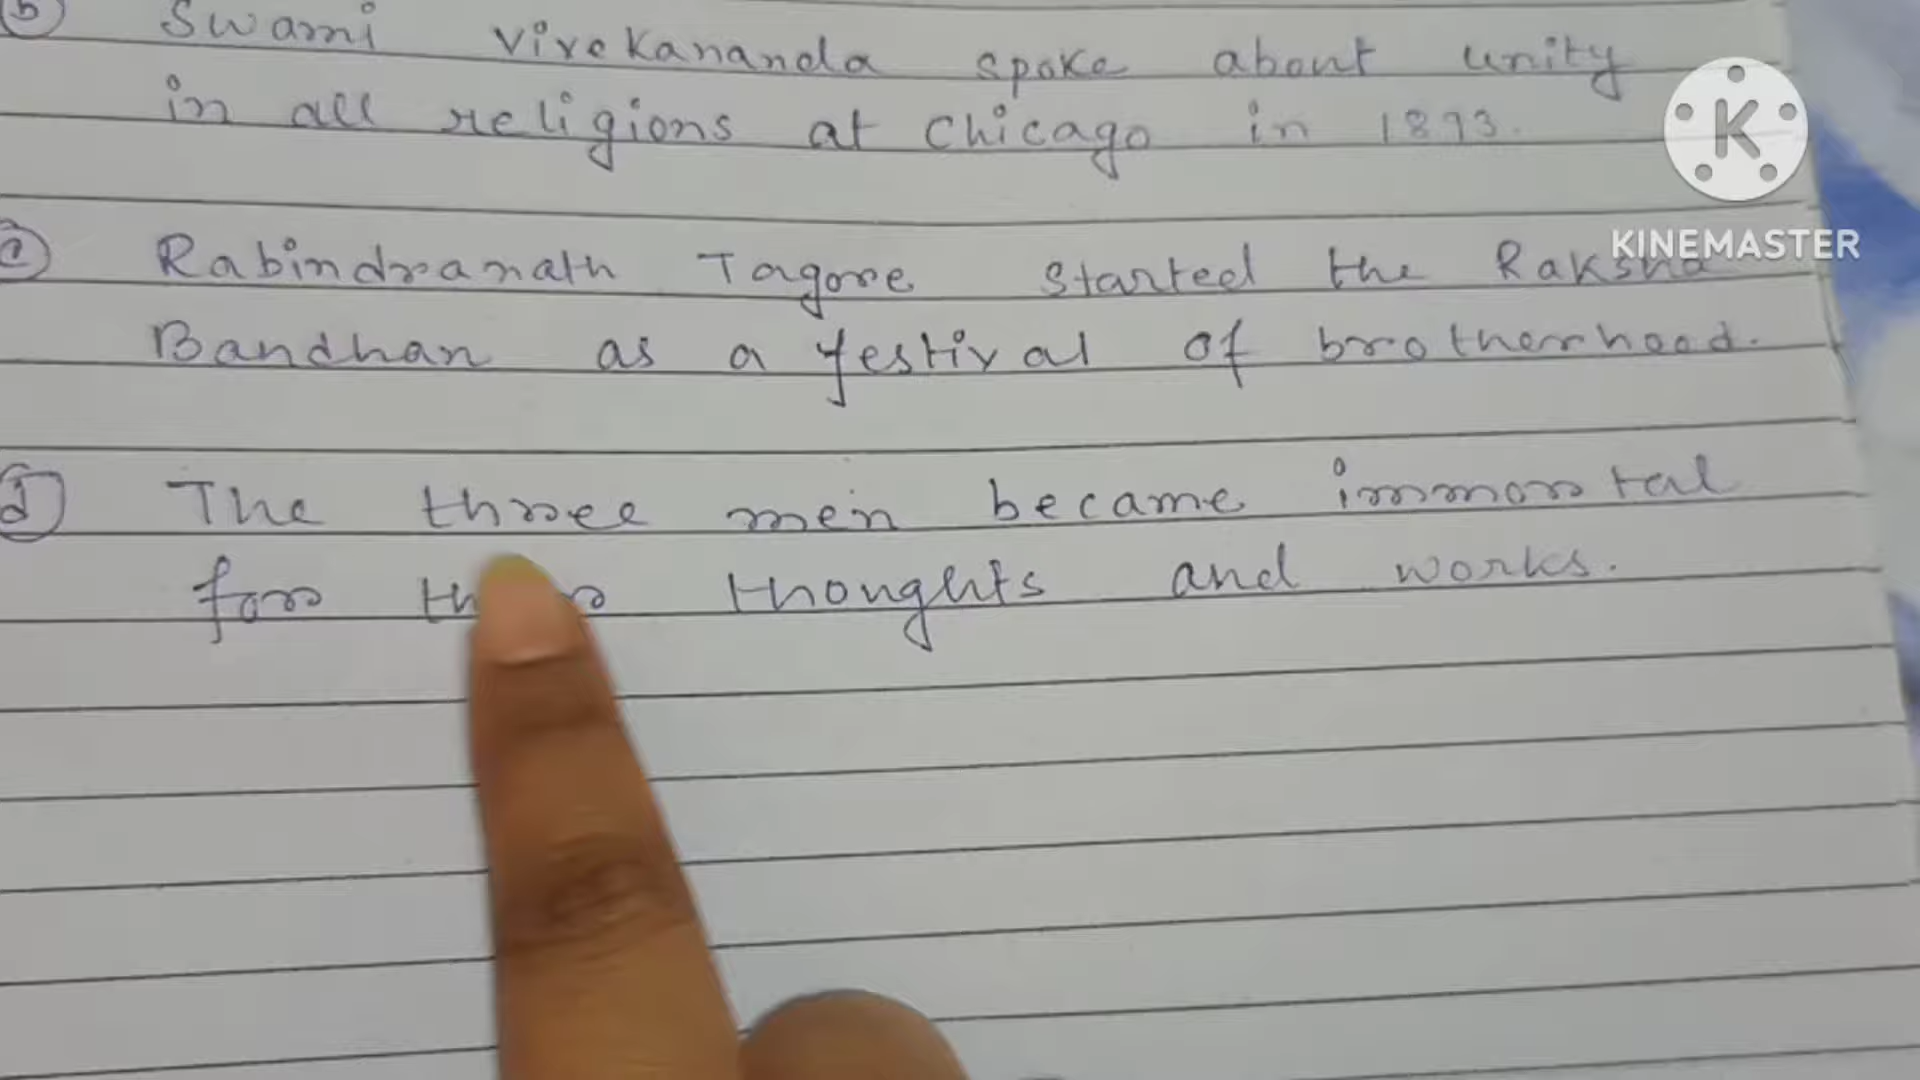 b Swami Vivekananda spoke about unity
in all religions at Chicago in 1893.
Rabindranath Tagore started the Raksha
Bandhan as a festival of brotherhood.
d The three men became immortal
for thoughts and works.
KINEMASTER